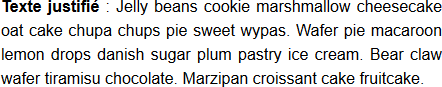 Texte justifié : Jelly beans cookie marshmallow cheesecake
oat cake chupa chups pie sweet wypas. Wafer pie macaroon
lemon drops danish sugar plum pastry ice cream. Bear claw
wafer tiramisu chocolate. Marzipan croissant cake fruitcake.